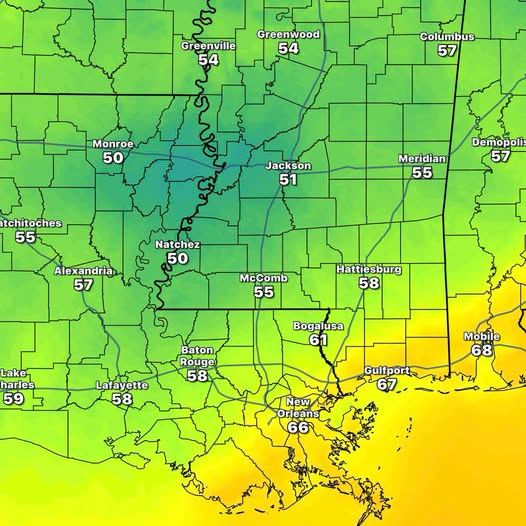 Greenville
54
Greenwood
54
Columbus
57
Monroe
50
Jackson
51
Meridian
55
Demopolis
57
atchitoches
55
Natchez
50
Alexandria
57
McComb
55
Hattiesburg
58
Bogalusa
61
Mobile
68
Baton
Rouge
58
Lake
harles
59
Lafayette
58
Gulfport
67
New
Orleans
66